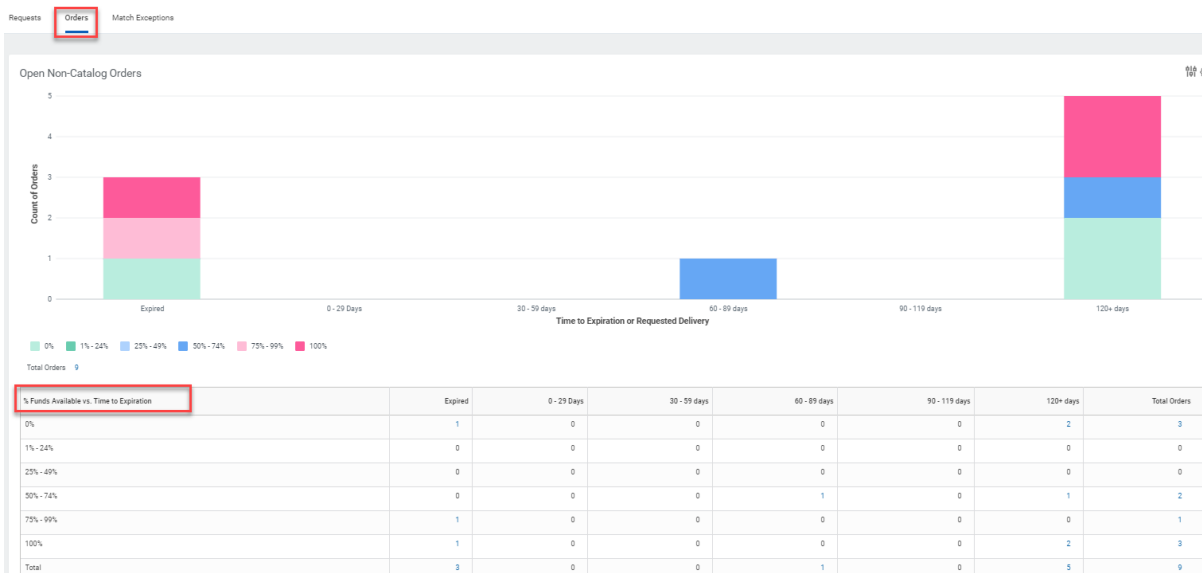 Requests Orders Match Exceptions
Open Non-Catalog Orders
5
4
3
2
1
0
Count of Orders
Expired 0 - 29 Days 30 - 59 days 60 - 89 days 90 - 119 days 120+ days
Time to Expiration or Requested Delivery
0% 1% - 24% 25% - 49% 50% - 74% 75% - 99% 100%
Total Orders 9
% Funds Available vs. Time to Expiration Expired 0 - 29 Days 30 - 59 days 60 - 89 days 90 - 119 days 120+ days Total Orders
0% 1 0 0 0 0 2 3
1% - 24% 0 0 0 0 0 0 0
25% - 49% 0 0 0 0 0 0 0
50% - 74% 0 0 0 1 0 1 2
75% - 99% 1 0 0 0 0 0 1
100% 1 0 0 0 0 2 3
Total 3 0 0 1 0 5 9